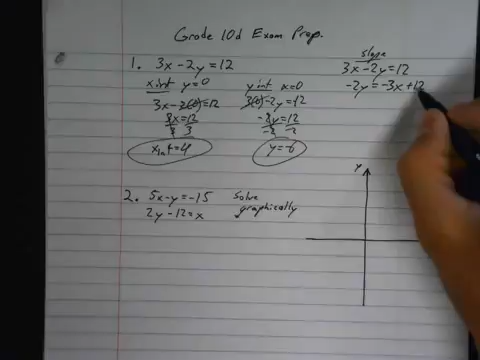 Grade 10d Exam Prep.
1. 3x - 2y = 12
x int y = 0
3x - 2(0) = 12
3x = 12
3 3
x int = 4
y int x = 0
3(0) - 2y = 12
-2y = 12
-2 -2
y = -6
slope
3x - 2y = 12
-2y = -3x + 12
2. 5x - y = -15 Solve
2y - 12 = x graphically
y